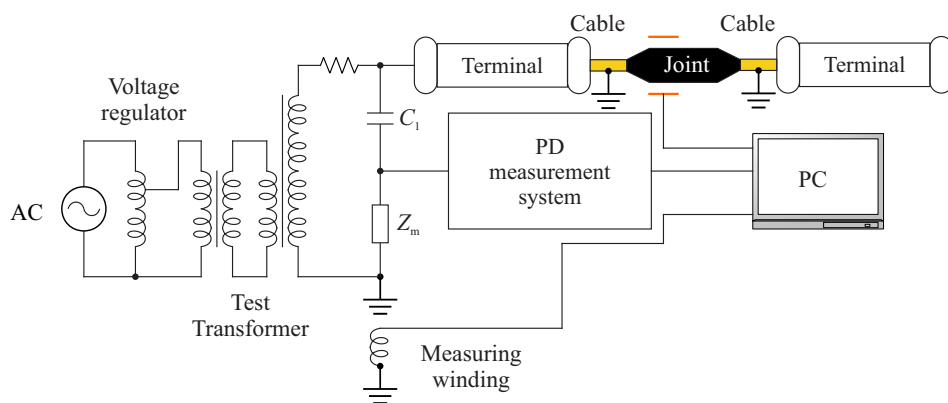 Cable
Cable
Terminal
Joint
Terminal
Voltage
regulator
C1
PD
measurement
system
PC
AC
Zm
Test
Transformer
Measuring
winding